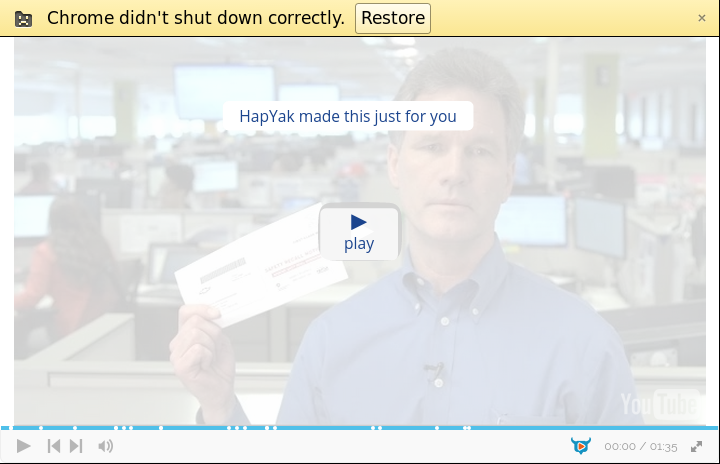 Chrome didn't shut down correctly. Restore ×
HapYak made this just for you
play
YouTube
00:00 / 01:35